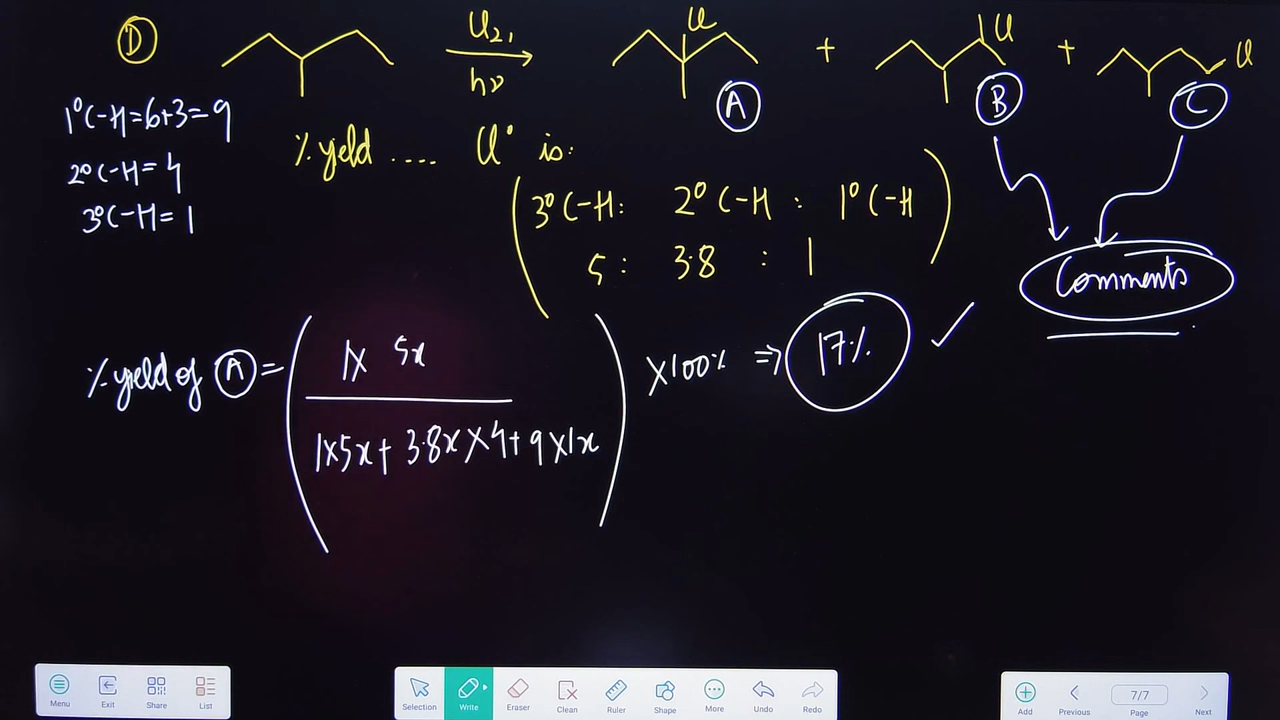 D Cl₂, hν Cl + Cl + Cl
A B C
1°C-H=6+3=9
2°C-H=4
3°C-H=1
% yield .... Cl° is:
3°C-H: 2°C-H : 1°C-H
5: 3.8 : 1
Comments
% yield of A = (1x 5x / 1x5x+ 3.8x X4+ 9X1x) X100% ⇒ 17% ✓
Menu Exit Share List Selection Write Eraser Clean Ruler Shape More Undo Redo Add Previous 7/7 Page Next